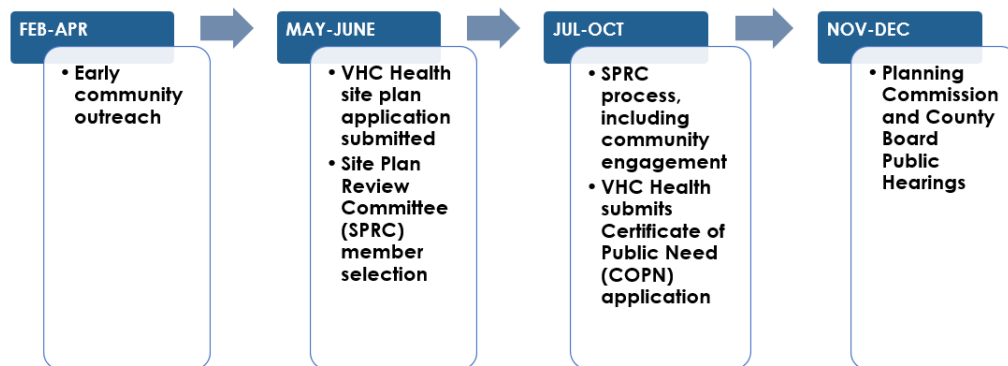 FEB-APR
• Early
community
outreach
MAY-JUNE
• VHC Health
site plan
application
submitted
• Site Plan
Review
Committee
(SPRC)
member
selection
JUL-OCT
• SPRC
process,
including
community
engagement
• VHC Health
submits
Certificate of
Public Need
(COPN)
application
NOV-DEC
• Planning
Commission
and County
Board
Public
Hearings